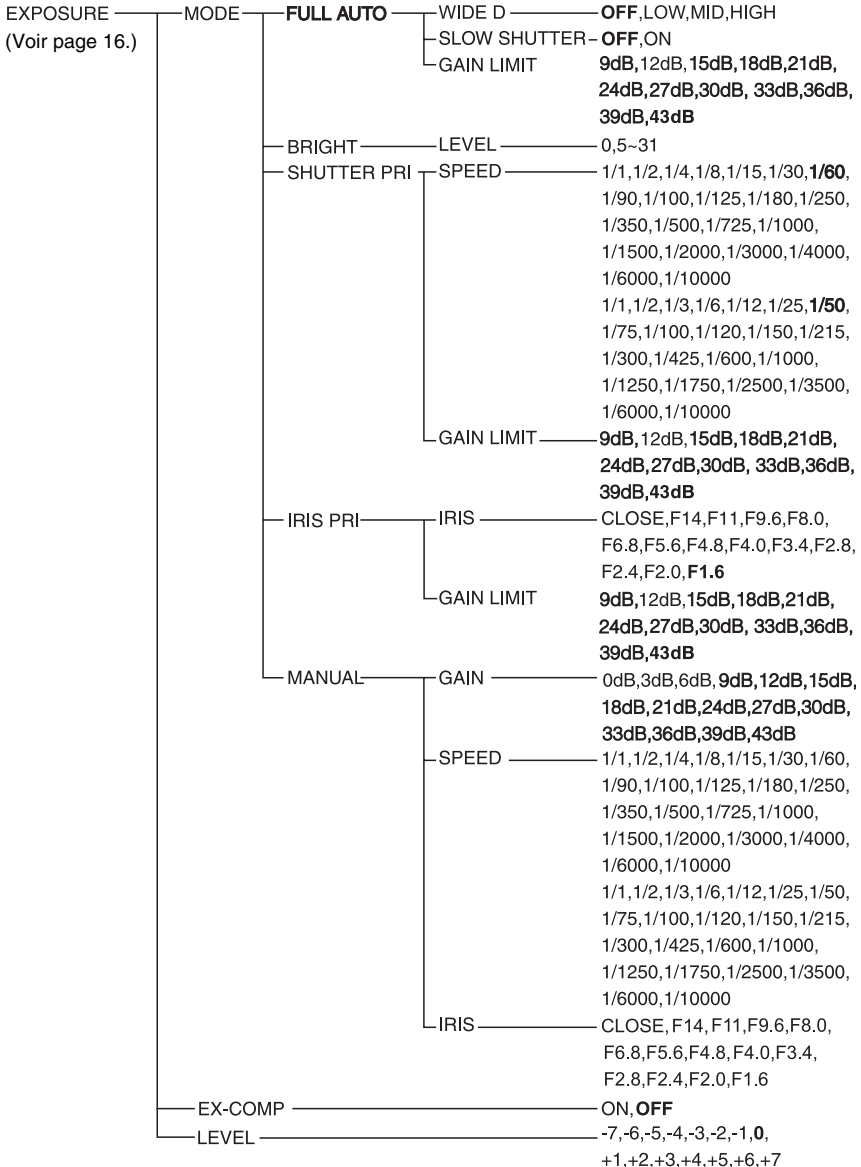 EXPOSURE MODE FULL AUTO WIDE D OFF,LOW,MID,HIGH
(Voir page 16.) SLOW SHUTTER OFF,ON
GAIN LIMIT 9dB,12dB,15dB,18dB,21dB,
24dB,27dB,30dB, 33dB,36dB,
39dB,43dB
BRIGHT LEVEL 0,5~31
SHUTTER PRI SPEED 1/1,1/2,1/4,1/8,1/15,1/30,1/60,
1/90,1/100,1/125,1/180,1/250,
1/350,1/500,1/725,1/1000,
1/1500,1/2000,1/3000,1/4000,
1/6000,1/10000
1/1,1/2,1/3,1/6,1/12,1/25,1/50,
1/75,1/100,1/120,1/150,1/215,
1/300,1/425,1/600,1/1000,
1/1250,1/1750,1/2500,1/3500,
1/6000,1/10000
GAIN LIMIT 9dB,12dB,15dB,18dB,21dB,
24dB,27dB,30dB, 33dB,36dB,
39dB,43dB
IRIS PRI IRIS CLOSE,F14,F11,F9.6,F8.0,
F6.8,F5.6,F4.8,F4.0,F3.4,F2.8,
F2.4,F2.0,F1.6
GAIN LIMIT 9dB,12dB,15dB,18dB,21dB,
24dB,27dB,30dB, 33dB,36dB,
39dB,43dB
MANUAL GAIN 0dB,3dB,6dB,9dB,12dB,15dB,
18dB,21dB,24dB,27dB,30dB,
33dB,36dB,39dB,43dB
SPEED 1/1,1/2,1/4,1/8,1/15,1/30,1/60,
1/90,1/100,1/125,1/180,1/250,
1/350,1/500,1/725,1/1000,
1/1500,1/2000,1/3000,1/4000,
1/6000,1/10000
1/1,1/2,1/3,1/6,1/12,1/25,1/50,
1/75,1/100,1/120,1/150,1/215,
1/300,1/425,1/600,1/1000,
1/1250,1/1750,1/2500,1/3500,
1/6000,1/10000
IRIS CLOSE,F14,F11,F9.6,F8.0,
F6.8,F5.6,F4.8,F4.0,F3.4,
F2.8,F2.4,F2.0,F1.6
EX-COMP ON,OFF
LEVEL -7,-6,-5,-4,-3,-2,-1,0,
+1,+2,+3,+4,+5,+6,+7